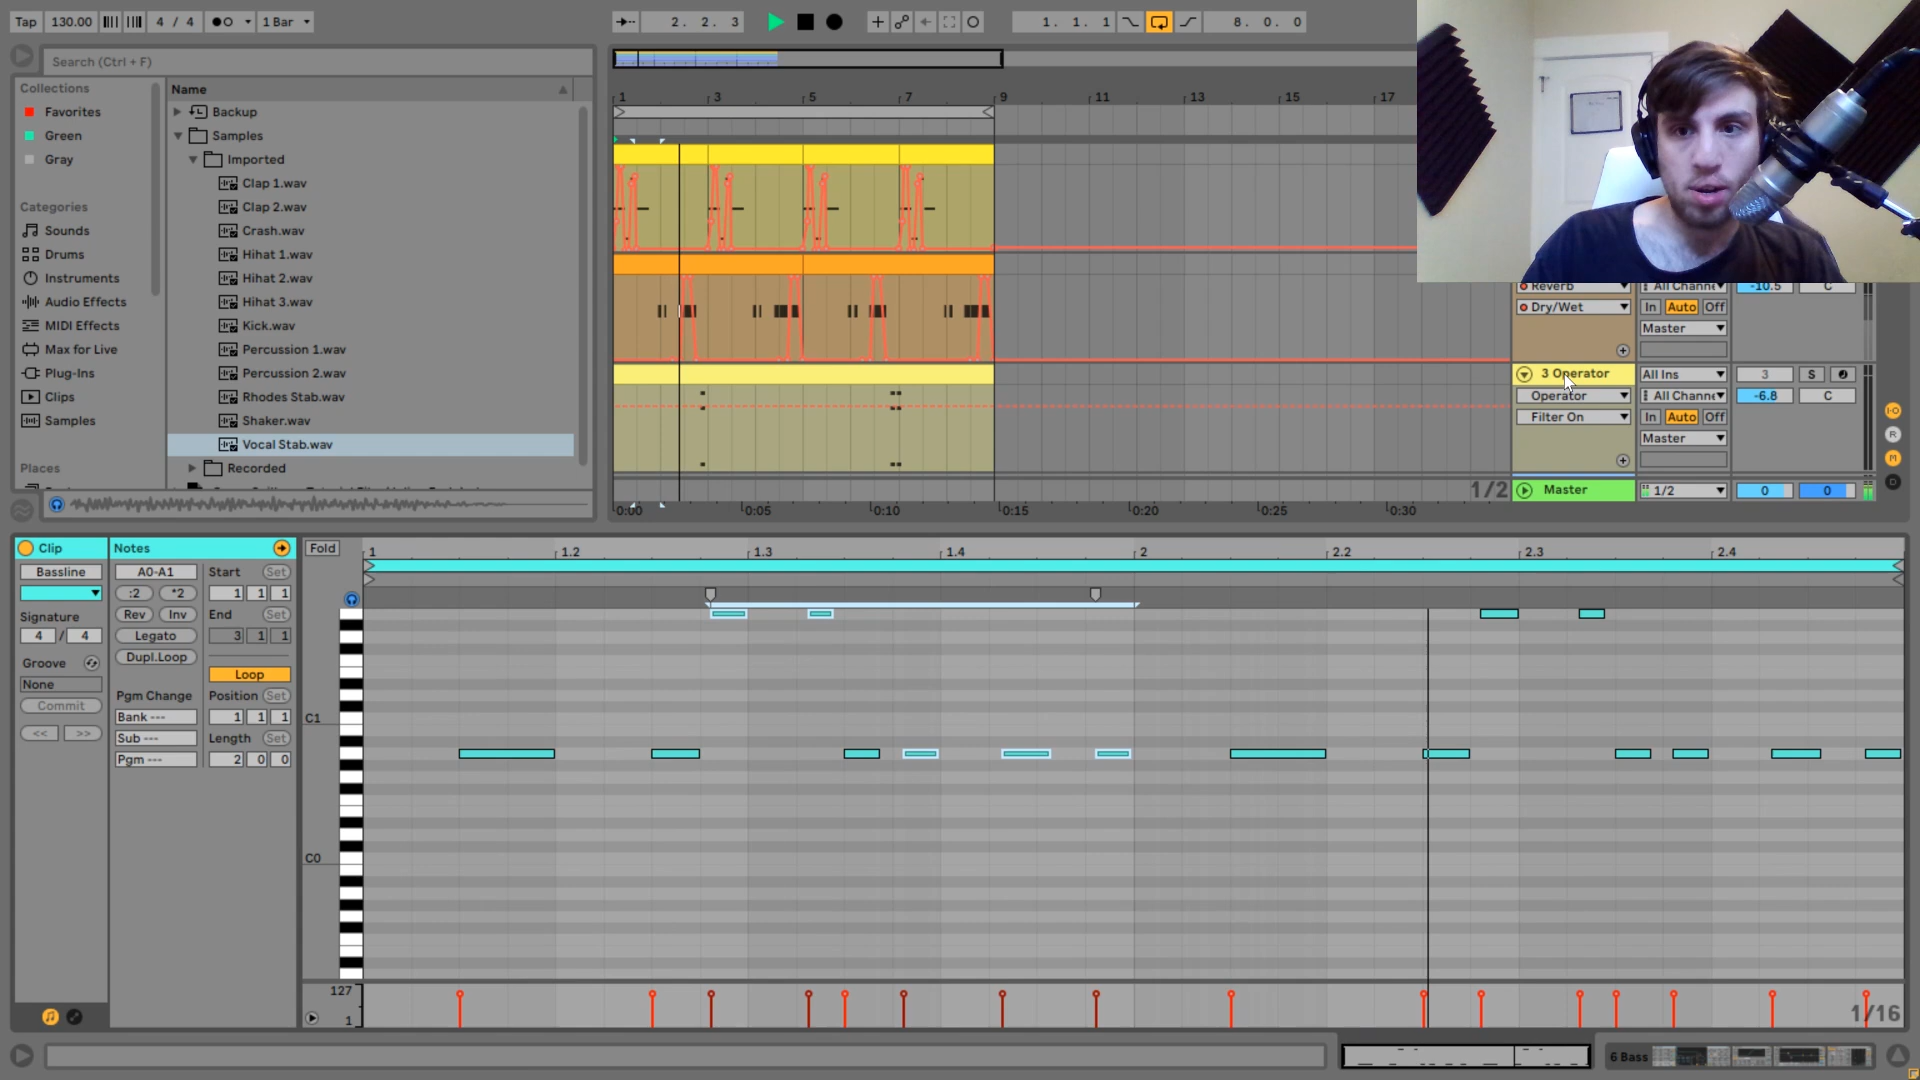 Tap 130.00 4 / 4 1 Bar 2. 2. 3 1. 1. 1 8. 0. 0
Search (Ctrl + F)
Collections
Favorites
Green
Gray
Categories
Sounds
Drums
Instruments
Audio Effects
MIDI Effects
Max for Live
Plug-Ins
Clips
Samples
Places
Name
Backup
Samples
Imported
Clap 1.wav
Clap 2.wav
Crash.wav
Hihat 1.wav
Hihat 2.wav
Hihat 3.wav
Kick.wav
Percussion 1.wav
Percussion 2.wav
Rhodes Stab.wav
Shaker.wav
Vocal Stab.wav
Recorded
1 3 5 7 9 11 13 15 17
Reverb All Channe -10.5 C
Dry/Wet In Auto Off
Master
3 Operator All Ins 3 S
Operator All Channe -6.8 C
Filter On In Auto Off
Master
1/2 Master 1/2 0 0
0:00 0:05 0:10 0:15 0:20 0:25 0:30
I-O
R
M
D
Clip
Bassline
Signature
4 / 4
Groove
None
Commit
<< >>
Notes
A0-A1 Start Set
:2 *2 1 1 1
Rev Inv End Set
Legato 3 1 1
Dupl.Loop
Loop
Pgm Change Position Set
Bank --- 1 1 1
Sub --- Length Set
Pgm --- 2 0 0
Fold 1 1.2 1.3 1.4 2 2.2 2.3 2.4
C1
C0
127
1
1/16
6 Bass